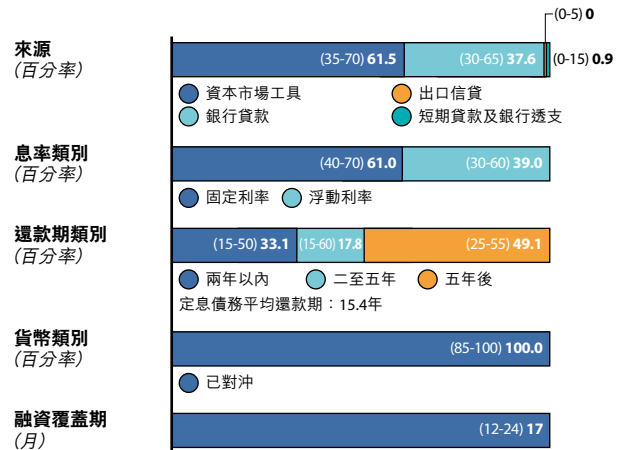 (0-5) 0
來源
(百分率)
(35-70) 61.5 (30-65) 37.6 (0-15) 0.9
資本市場工具 出口信貸
銀行貸款 短期貸款及銀行透支
息率類別
(百分率)
(40-70) 61.0 (30-60) 39.0
固定利率 浮動利率
還款期類別
(百分率)
(15-50) 33.1 (15-60) 17.8 (25-55) 49.1
兩年以內 二至五年 五年後
定息債務平均還款期：15.4年
貨幣類別
(百分率)
(85-100) 100.0
已對沖
融資覆蓋期
(月)
(12-24) 17